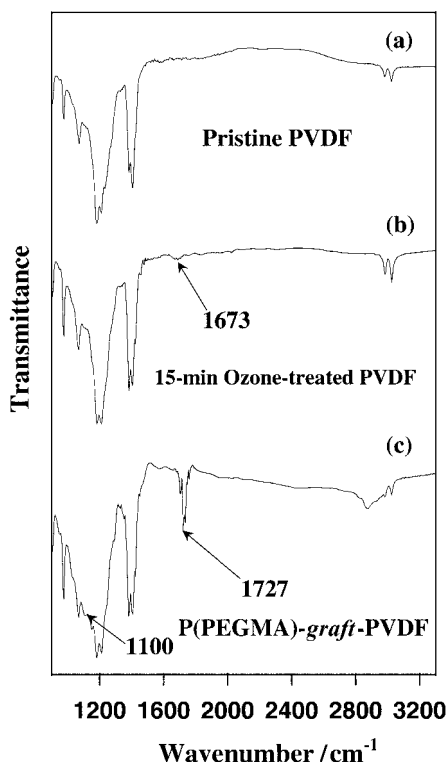 (a)
Pristine PVDF
(b)
1673
15-min Ozone-treated PVDF
(c)
1727
P(PEGMA)-graft-PVDF
1100
Transmittance
1200 1600 2000 2400 2800 3200
Wavenumber /cm⁻¹